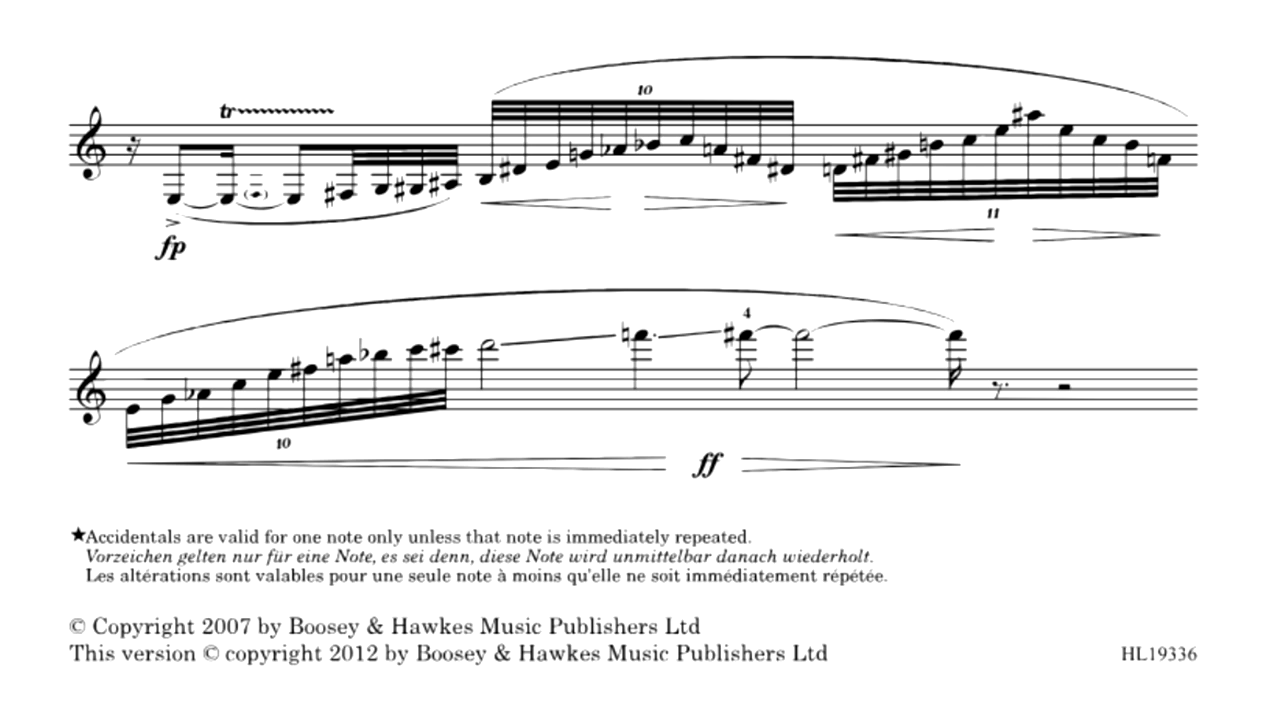 tr
10
fp
11
4
10
ff
★Accidentals are valid for one note only unless that note is immediately repeated.
Vorzeichen gelten nur für eine Note, es sei denn, diese Note wird unmittelbar danach wiederholt.
Les altérations sont valables pour une seule note à moins qu'elle ne soit immédiatement répétée.
© Copyright 2007 by Boosey & Hawkes Music Publishers Ltd
This version © copyright 2012 by Boosey & Hawkes Music Publishers Ltd
HL19336